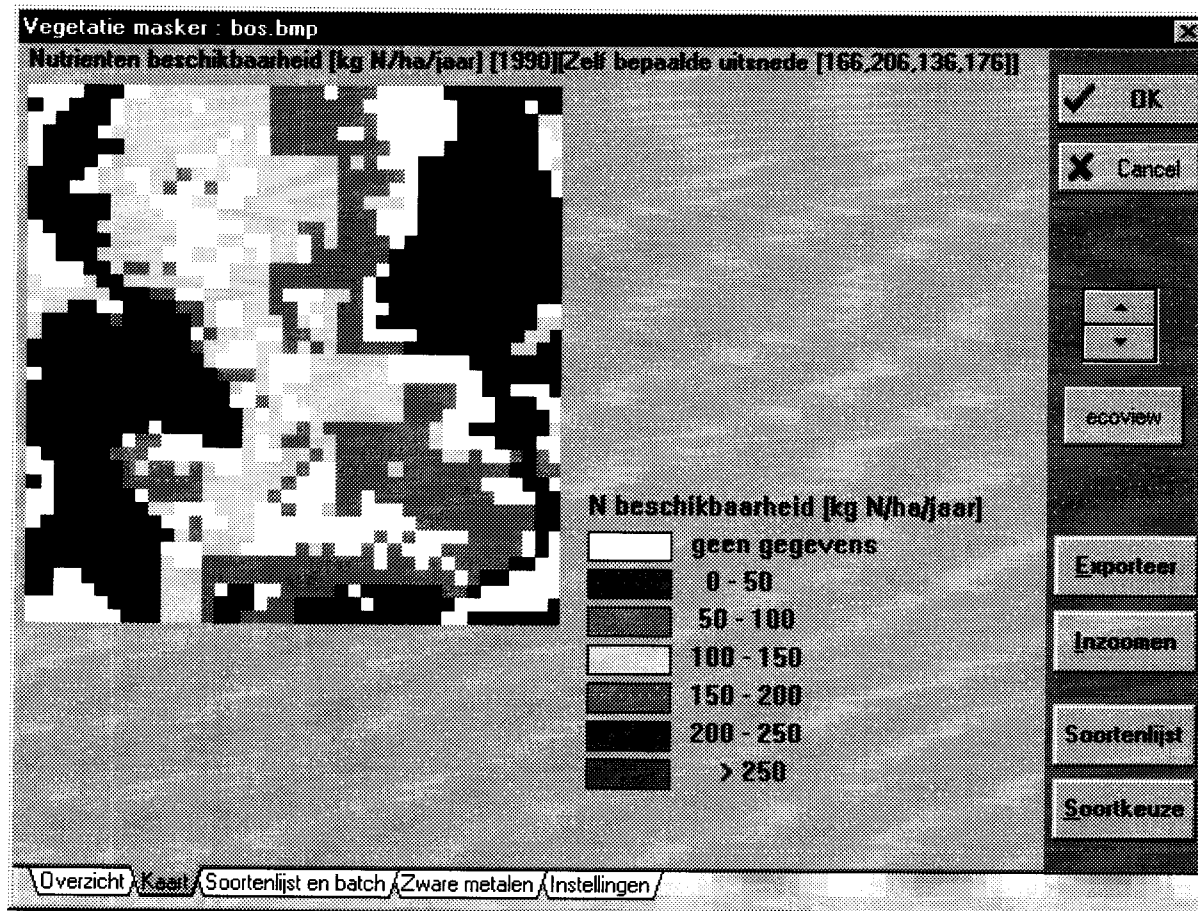 Vegetatie masker : bos.bmp
Nutrienten beschikbaarheid [kg N/ha/jaar] [1990][Zelf bepaalde uitsnede [166,206,136,176]]
OK
Cancel
ecoview
N beschikbaarheid [kg N/ha/jaar]
geen gegevens
0 - 50
50 - 100
100 - 150
150 - 200
200 - 250
> 250
Exporteer
Inzoomen
Soortenlijst
Soortkeuze
Overzicht Kaart Soortenlijst en batch Zware metalen Instellingen